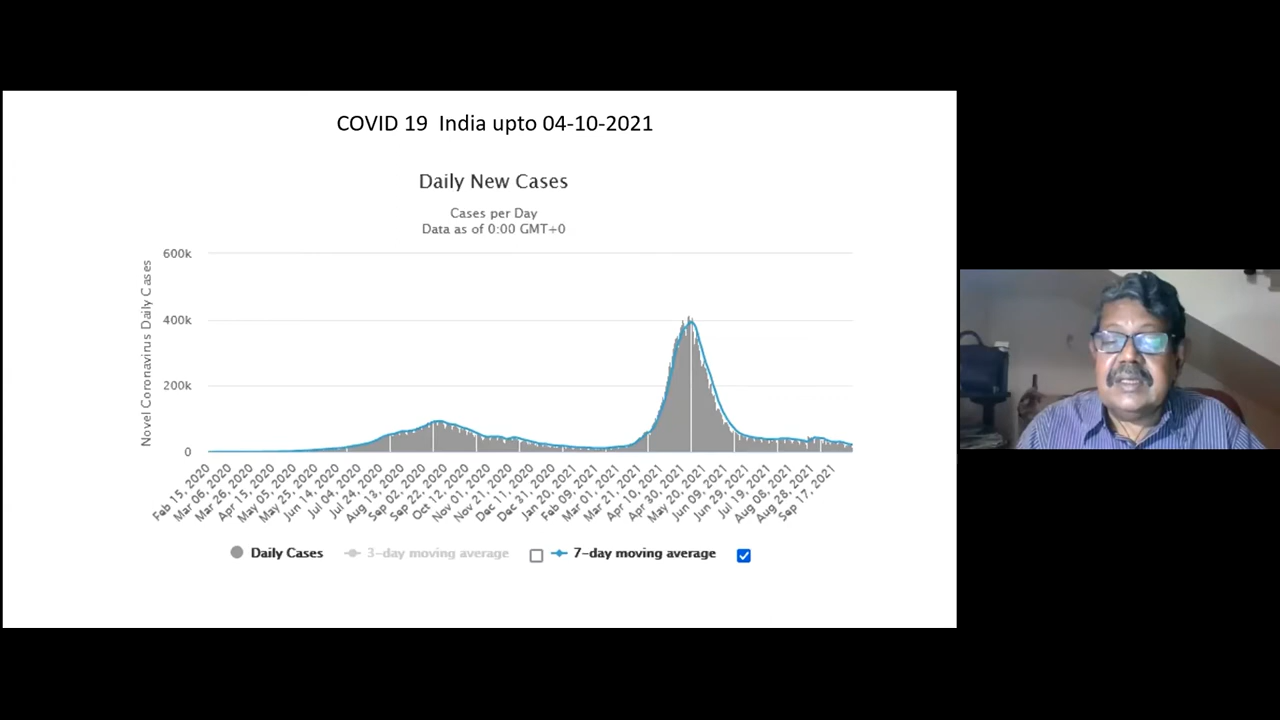 COVID 19 India upto 04-10-2021
Daily New Cases
Cases per Day
Data as of 0:00 GMT+0
Novel Coronavirus Daily Cases
600k
400k
200k
0
Feb 15, 2020
Mar 06, 2020
Mar 26, 2020
Apr 15, 2020
May 05, 2020
May 25, 2020
Jun 14, 2020
Jul 04, 2020
Jul 24, 2020
Aug 13, 2020
Sep 02, 2020
Sep 22, 2020
Oct 12, 2020
Nov 01, 2020
Nov 21, 2020
Dec 11, 2020
Dec 31, 2020
Jan 20, 2021
Feb 09, 2021
Mar 01, 2021
Mar 21, 2021
Apr 10, 2021
Apr 30, 2021
May 20, 2021
Jun 09, 2021
Jun 29, 2021
Jul 19, 2021
Aug 08, 2021
Aug 28, 2021
Sep 17, 2021
Daily Cases 3-day moving average 7-day moving average